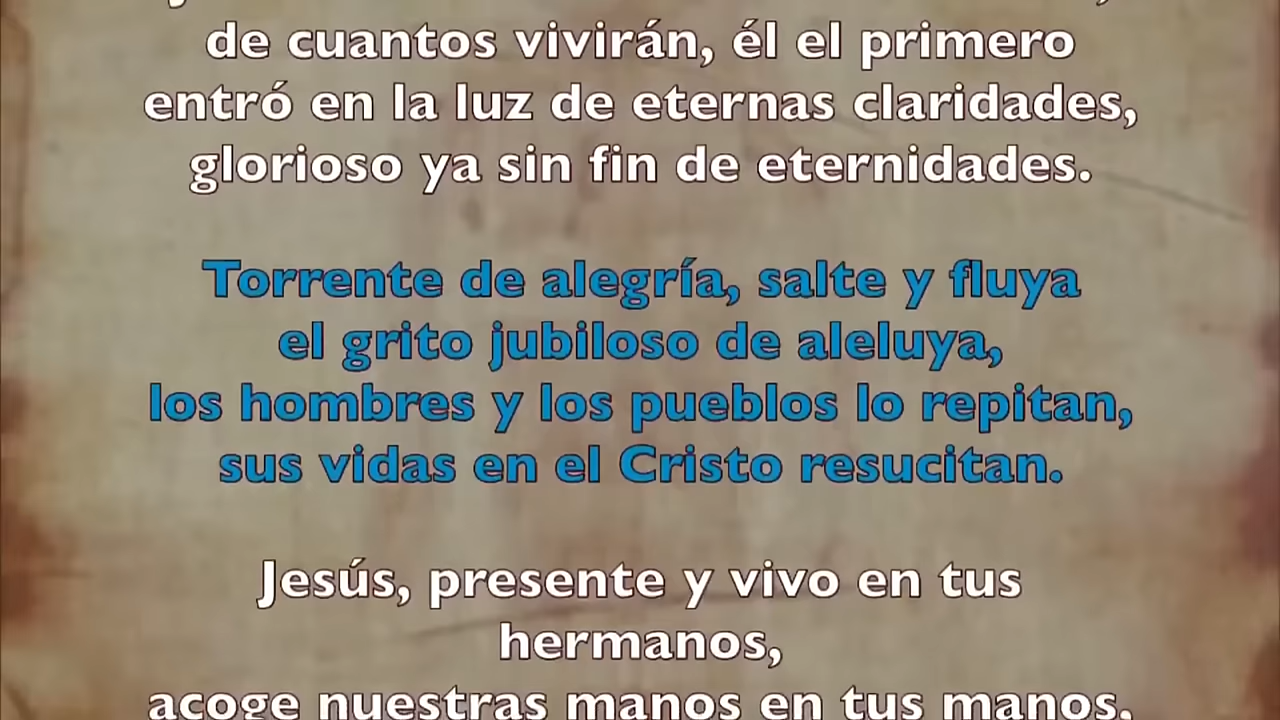 de cuantos vivirán, él el primero
entró en la luz de eternas claridades,
glorioso ya sin fin de eternidades.
Torrente de alegría, salte y fluya
el grito jubiloso de aleluya,
los hombres y los pueblos lo repitan,
sus vidas en el Cristo resucitan.
Jesús, presente y vivo en tus
hermanos,
acoge nuestras manos en tus manos,